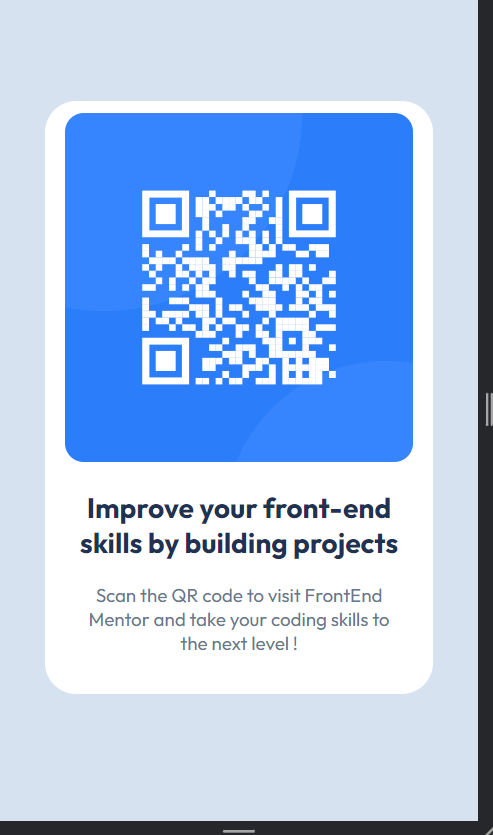 Improve your front-end
skills by building projects
Scan the QR code to visit FrontEnd
Mentor and take your coding skills to
the next level !